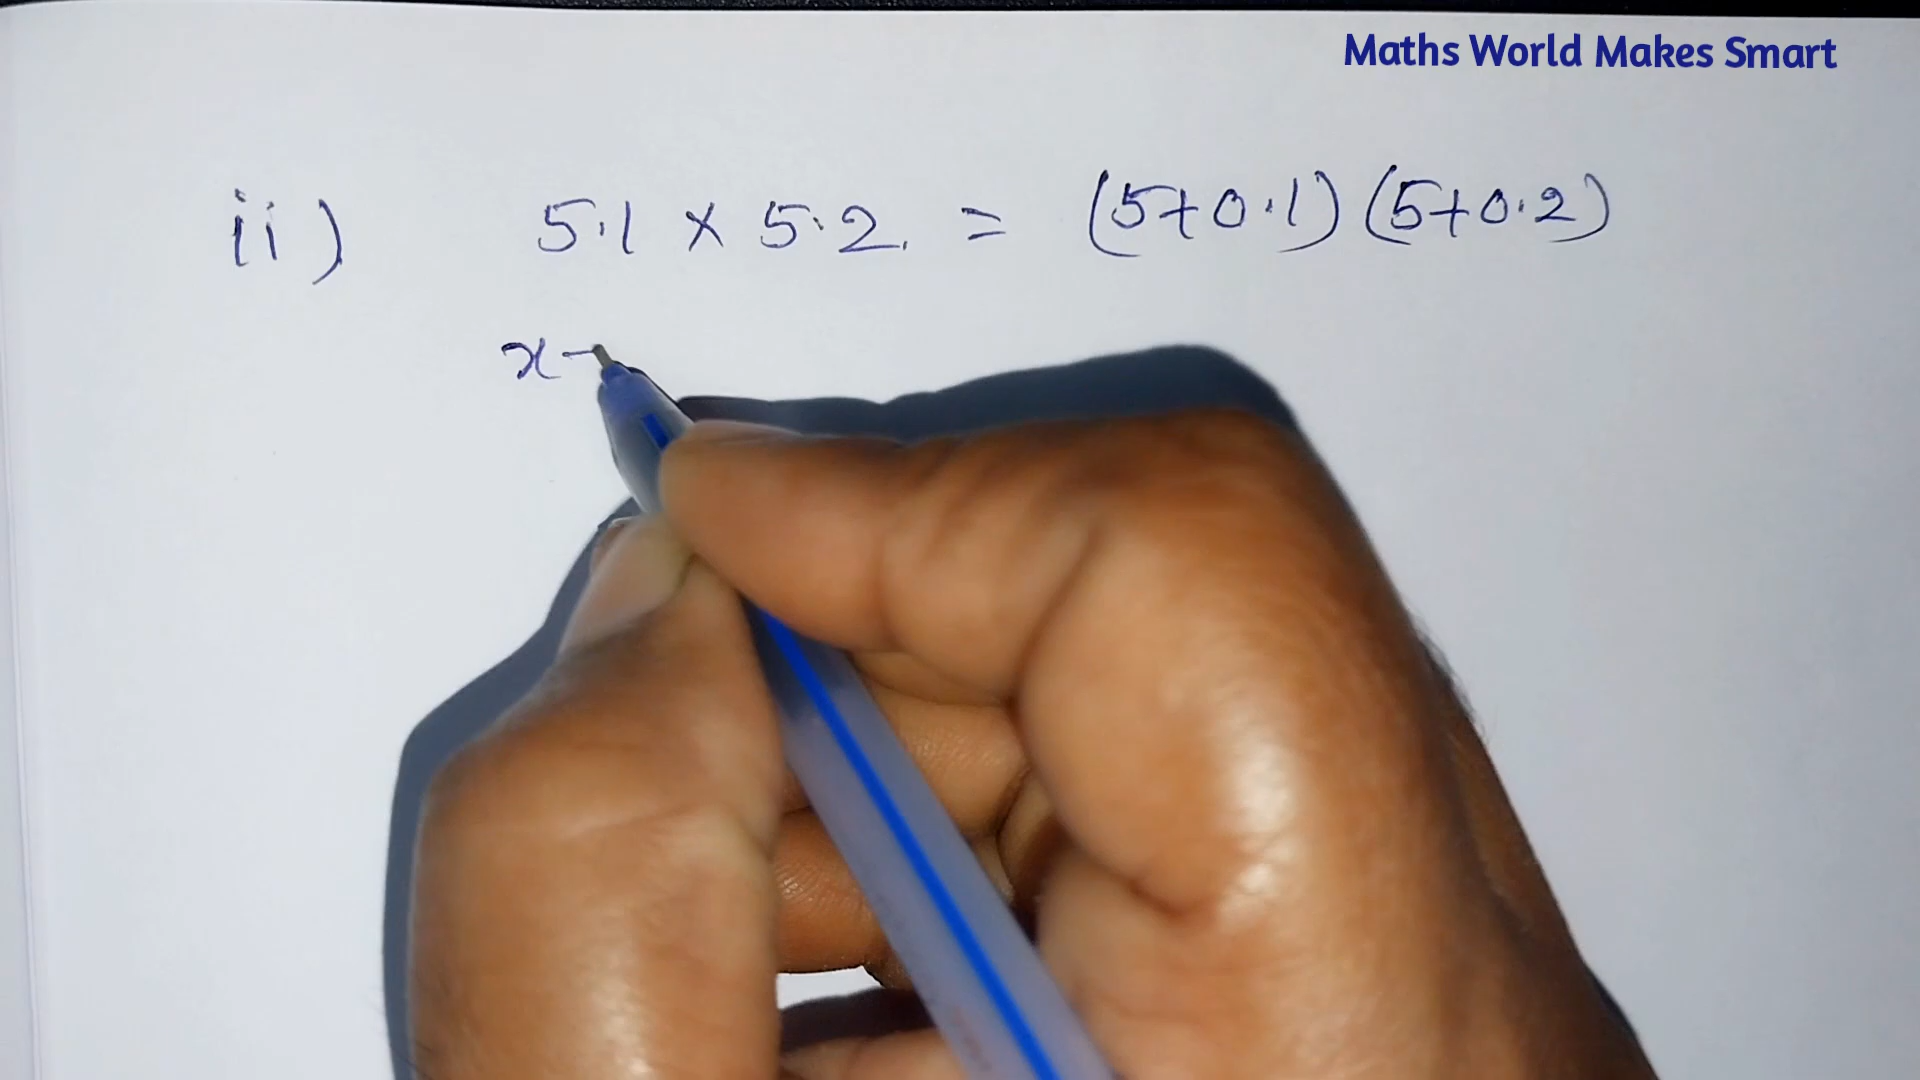 Maths World Makes Smart
ii) 5.1 × 5.2. = (5+0.1)(5+0.2)
x-